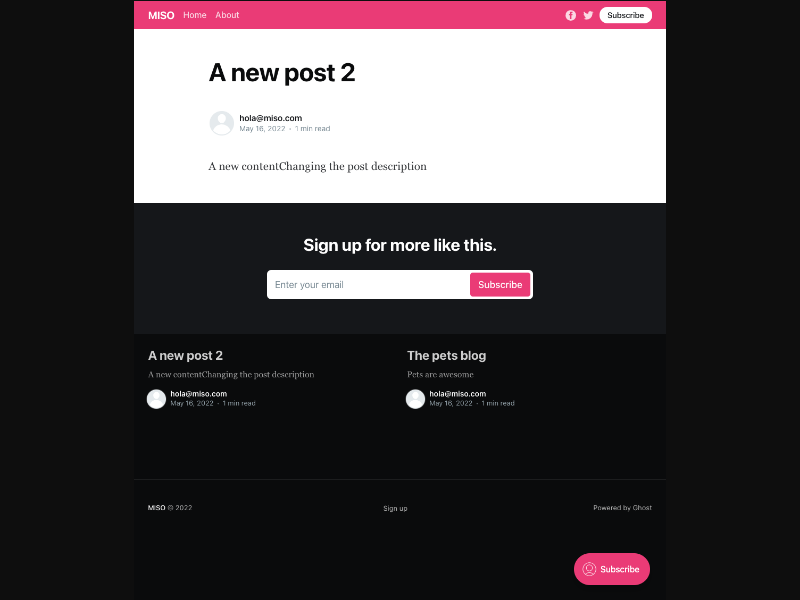 MISO Home About Subscribe
A new post 2
hola@miso.com
May 16, 2022 • 1 min read
A new contentChanging the post description
Sign up for more like this.
Enter your email Subscribe
A new post 2
A new contentChanging the post description
hola@miso.com
May 16, 2022 • 1 min read
The pets blog
Pets are awesome
hola@miso.com
May 16, 2022 • 1 min read
MISO © 2022 Sign up Powered by Ghost
Subscribe